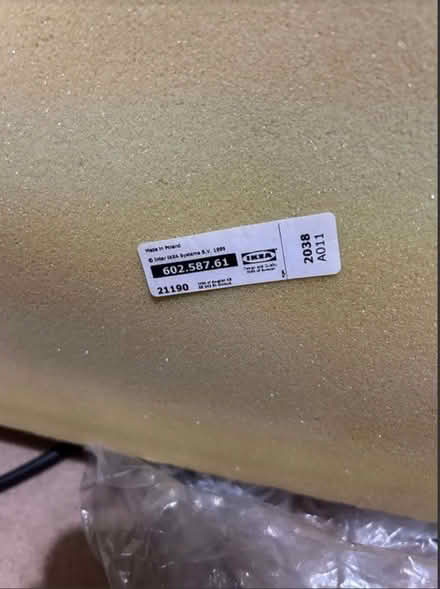 Made in Poland
© Inter IKEA Systems B.V. 1999
602.587.61
21190
IKEA
2038
A011